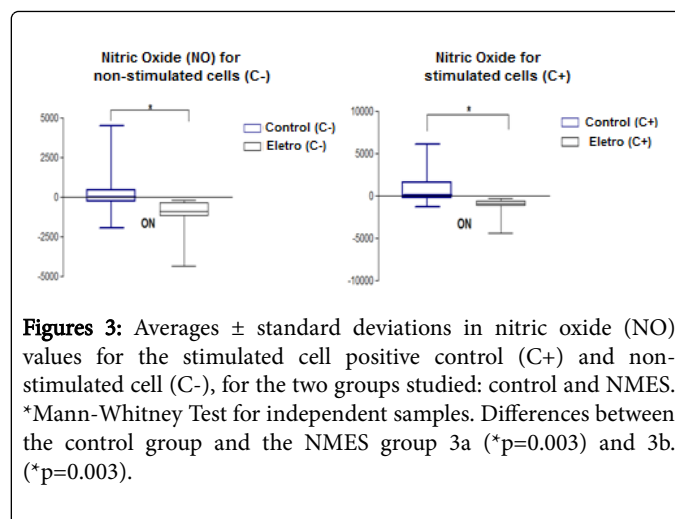 Nitric Oxide (NO) for
non-stimulated cells (C-)
5000
2500
0
-2500
-5000
*
Control (C-)
Eletro (C-)
ON
Nitric Oxide for
stimulated cells (C+)
10000
5000
0
-5000
-10000
*
Control (C+)
Eletro (C+)
ON
Figures 3: Averages ± standard deviations in nitric oxide (NO)
values for the stimulated cell positive control (C+) and non-
stimulated cell (C-), for the two groups studied: control and NMES.
*Mann-Whitney Test for independent samples. Differences between
the control group and the NMES group 3a (*p=0.003) and 3b.
(*p=0.003).